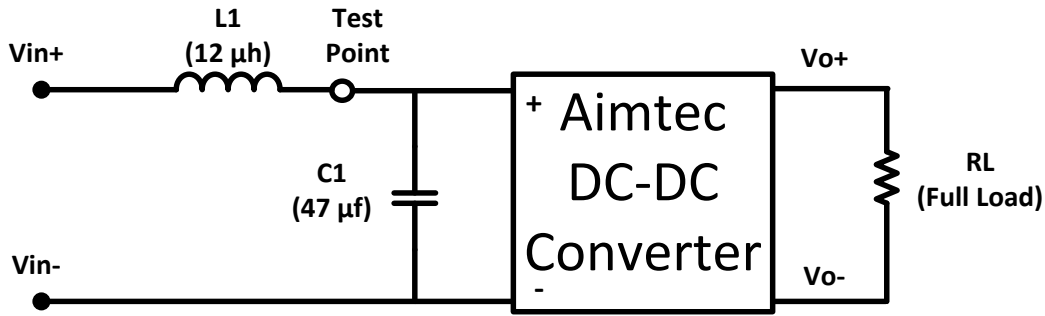 L1
(12 μh)
Test
Point
Vin+
Vo+
+
Aimtec
DC-DC
Converter
-
C1
(47 μf)
RL
(Full Load)
Vin-
Vo-